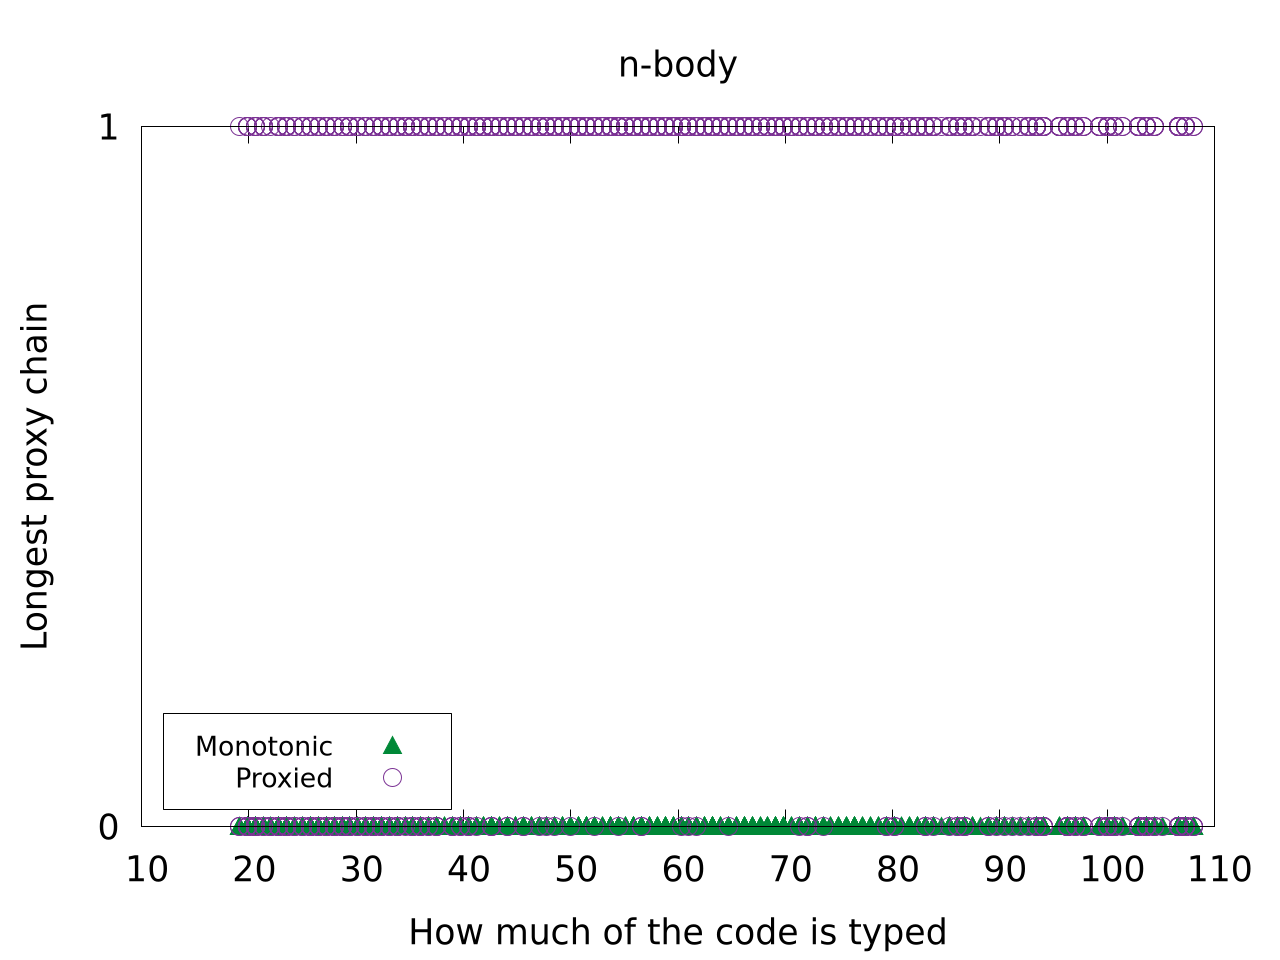 n-body
1
Longest proxy chain
Monotonic
Proxied
0
10 20 30 40 50 60 70 80 90 100 110
How much of the code is typed